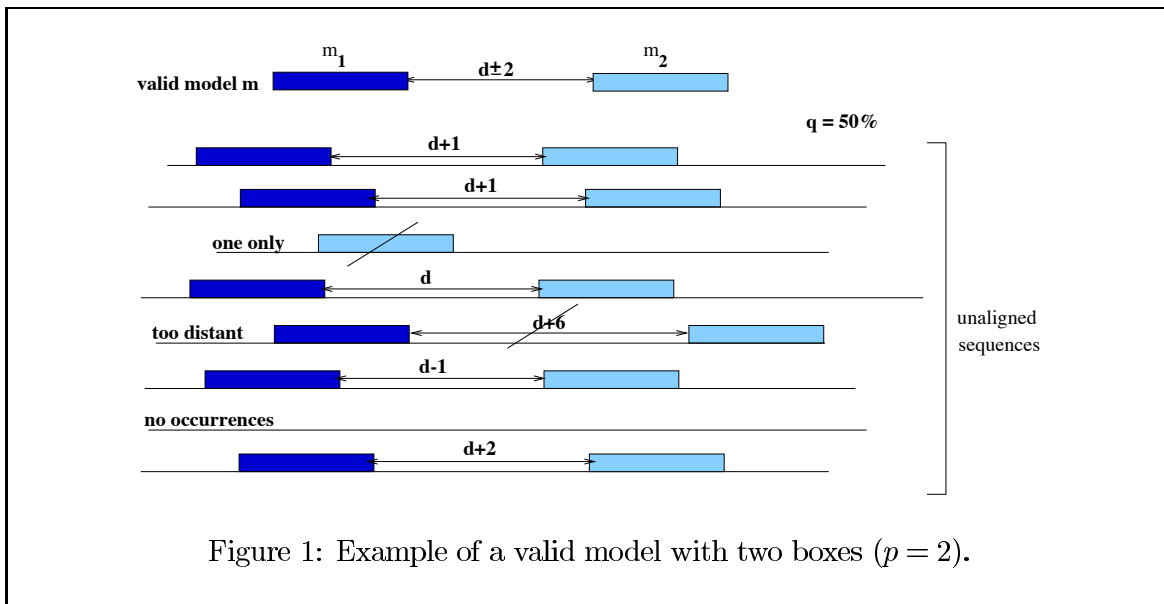 m1
m2
valid model m
d±2
q = 50%
d+1
d+1
one only
d
too distant
d+6
unaligned
sequences
d-1
no occurrences
d+2
Figure 1: Example of a valid model with two boxes (p = 2).